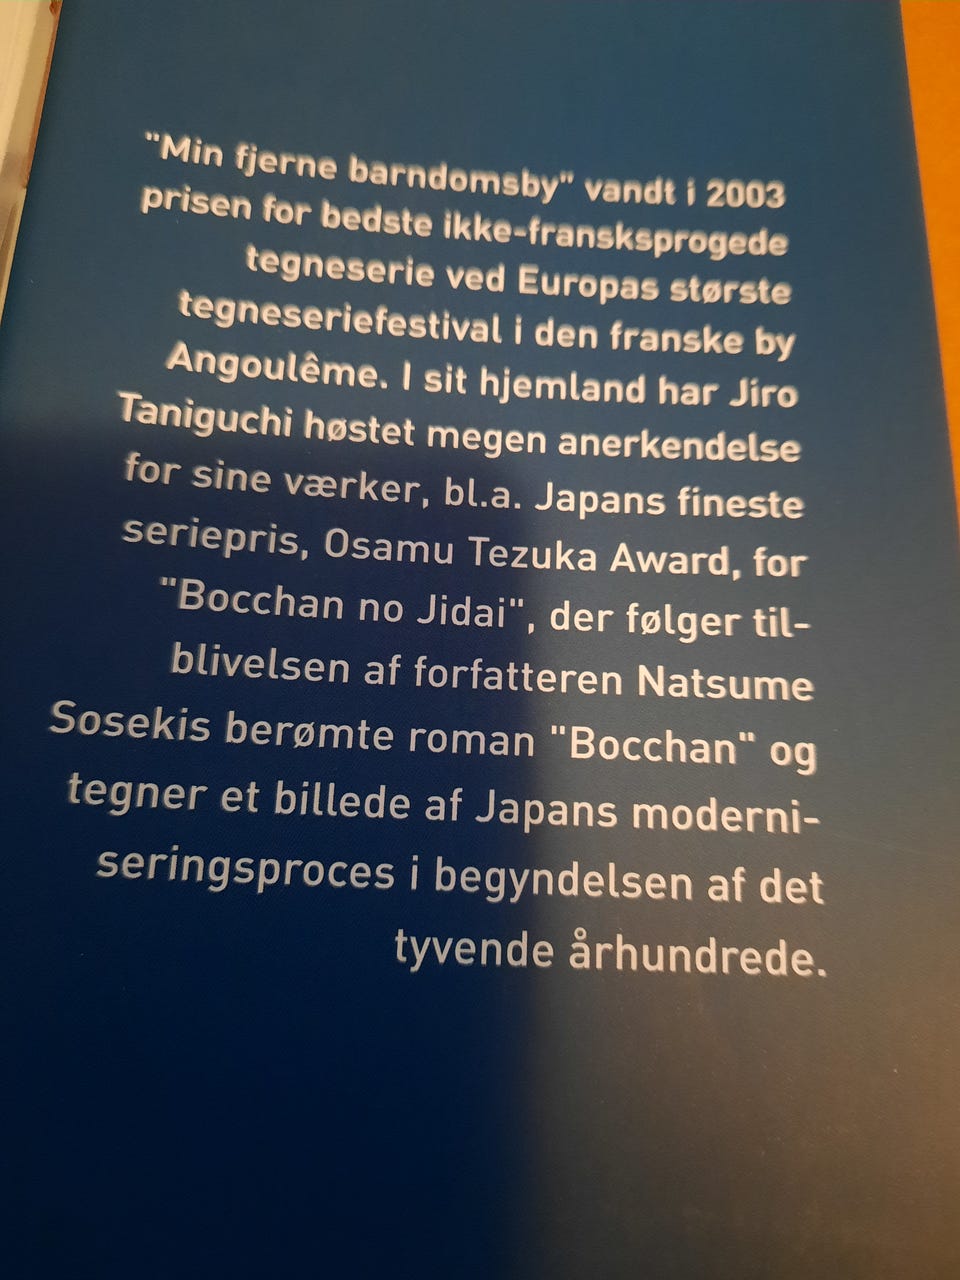 "Min fjerne barndomsby" vandt i 2003
prisen for bedste ikke-fransksprogede
tegneserie ved Europas største
tegneseriefestival i den franske by
Angoulême. I sit hjemland har Jiro
Taniguchi høstet megen anerkendelse
for sine værker, bl.a. Japans fineste
seriepris, Osamu Tezuka Award, for
"Bocchan no Jidai", der følger til-
blivelsen af forfatteren Natsume
Sosekis berømte roman "Bocchan" og
tegner et billede af Japans moderni-
seringsproces i begyndelsen af det
tyvende århundrede.